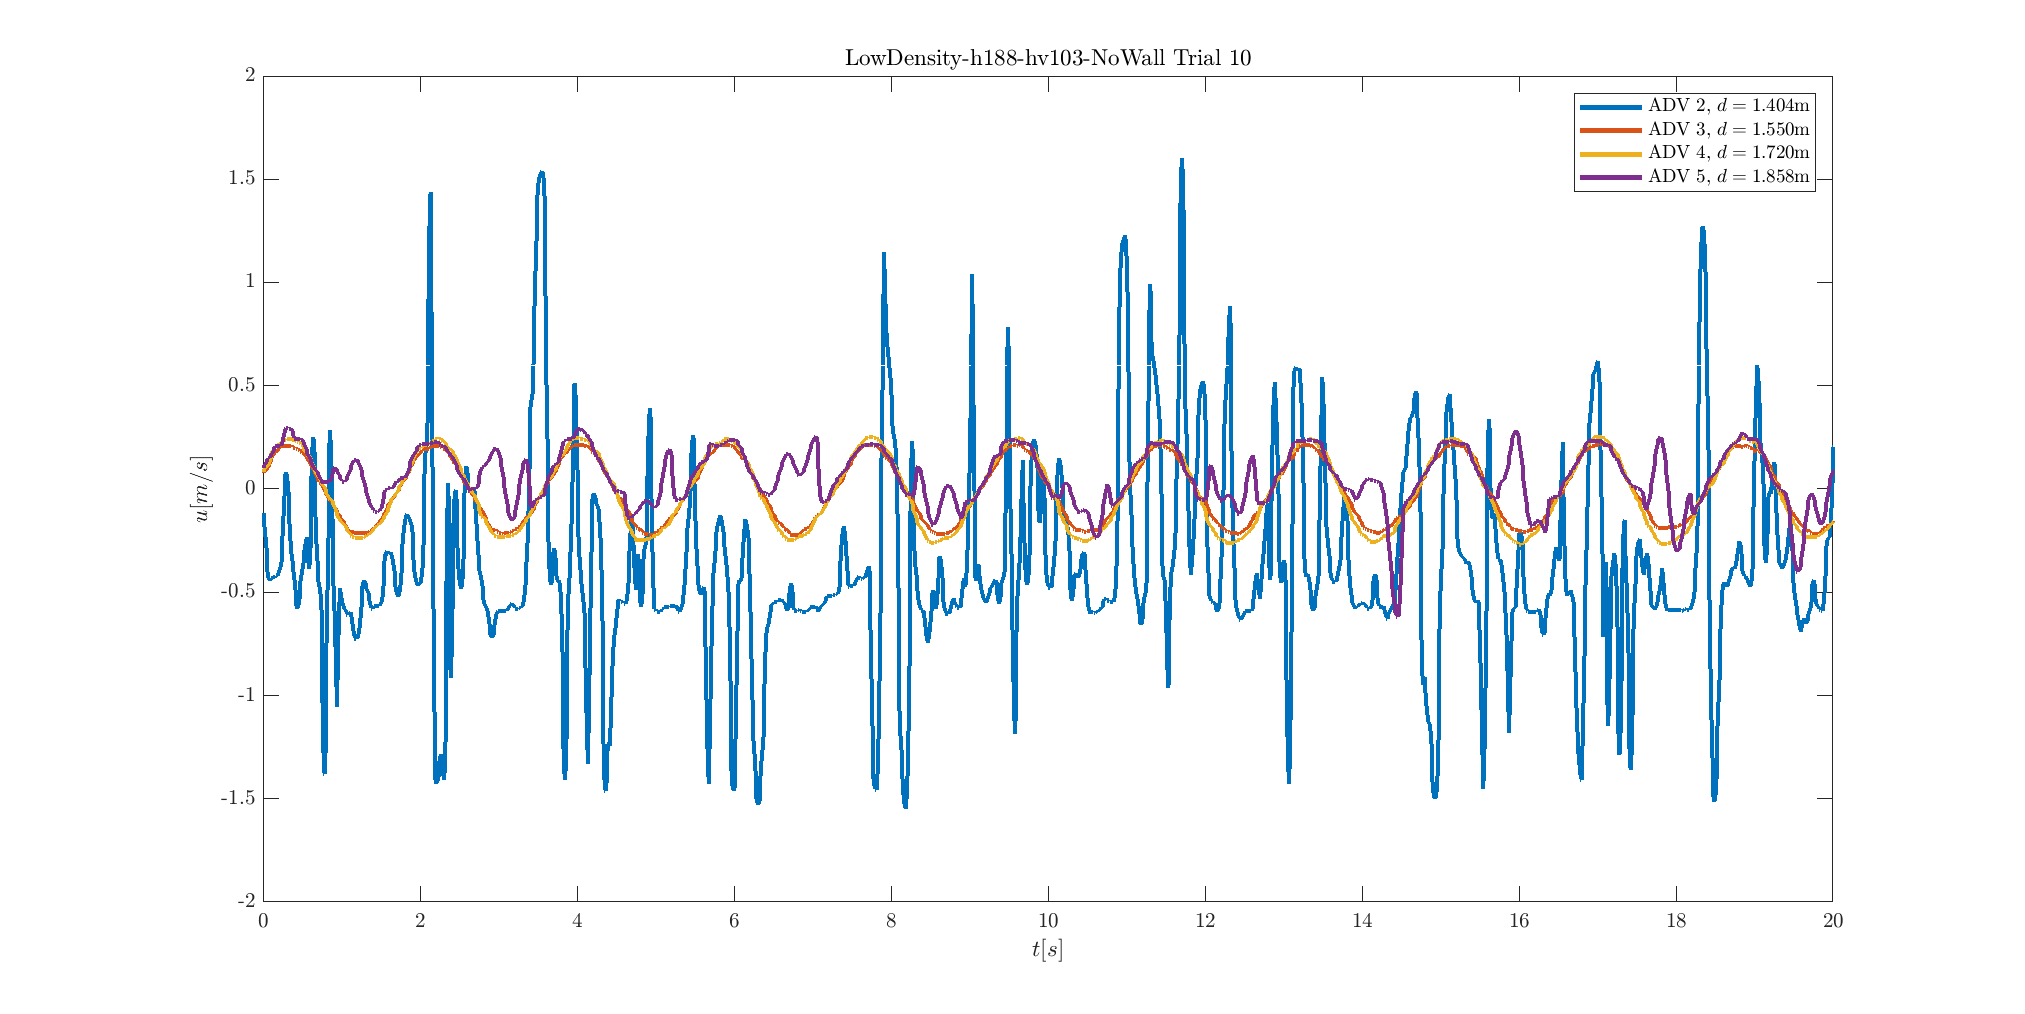 LowDensity-h188-hv103-NoWall Trial 10
ADV 2, d = 1.404m
ADV 3, d = 1.550m
ADV 4, d = 1.720m
ADV 5, d = 1.858m
2
1.5
1
0.5
0
-0.5
-1
-1.5
-2
u[m/s]
0 2 4 6 8 10 12 14 16 18 20
t[s]